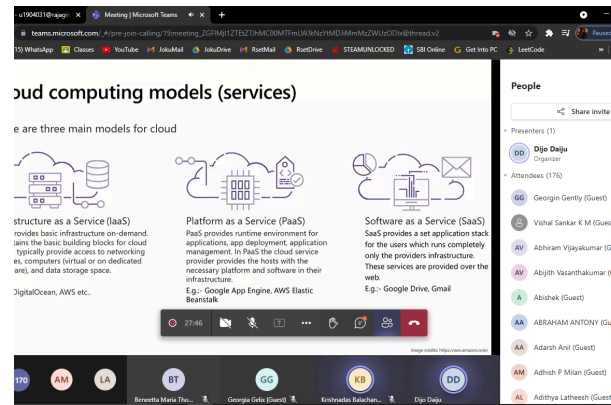 - u1904031@rajagir
Meeting | Microsoft Teams
teams.microsoft.com/_#/pre-join-calling/19:meeting_
Paused
15) WhatsApp
Classes
YouTube
M JokuMail
JokuDrive
M RsetMail
RsetDrive
STEAMUNLOCKED
SBI Online
Get Into PC
LeetCode
»
oud computing models (services)
e are three main models for cloud
structure as a Service (IaaS)
rovides basic infrastructure on-demand.
tains the basic building blocks for cloud
typically provide access to networking
es, computers (virtual or on dedicated
are), and data storage space.
DigitalOcean, AWS etc..
Platform as a Service (PaaS)
PaaS provides runtime environment for
applications, app deployment, application
management. In PaaS the cloud service
provider provides the hosts with the
necessary platform and software in their
infrastructure.
E.g.:- Google App Engine, AWS Elastic
Beanstalk
Software as a Service (SaaS)
SaaS provides a set application stack
for the users which runs completely
only the providers infrastructure.
These services are provided over the
web.
E.g.:- Google Drive, Gmail
27:46
Image credits: https://aws.amazon.com/
170
AM
LA
BT
Beneetta Maria Tho...
GG
Georgia Gelix (Guest)
KB
Krishnadas Balachan...
DD
Dijo Daiju
People
Share invite
Presenters (1)
DD
Dijo Daiju
Organizer
Attendees (176)
GG Georgin Gently (Guest)
Vishal Sankar K M (Gues
AV Abhiram Vijayakumar (G
AV Abijith Vasanthakumar (
A Abishek (Guest)
AA ABRAHAM ANTONY (Gu
AA Adarsh Anil (Guest)
AM Adhish P Milan (Guest)
AL Adithya Latheesh (Guest